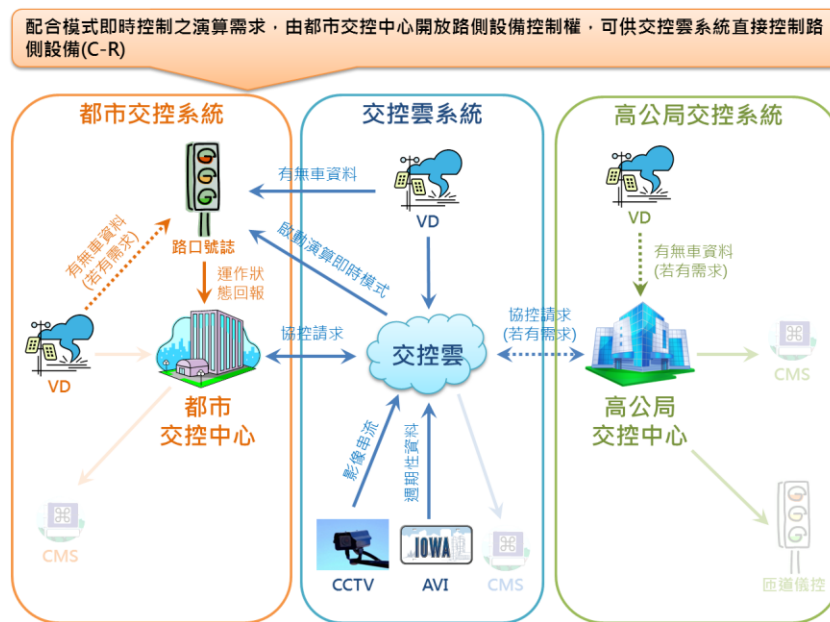 配合模式即時控制之演算需求，由都市交控中心開放路側設備控制權，可供交控雲系統直接控制路
側設備(C-R)
都市交控系統
交控雲系統
高公局交控系統
有無車資料
VD
VD
路口號誌
啟動演算即時模式
有無車資料
(若有需求)
有無車資料
(若有需求)
運作狀
態回報
協控請求
協控請求
(若有需求)
交控雲
VD
CMS
都市
交控中心
高公局
交控中心
影像串流
週期性資料
CMS
IOWA
CCTV
AVI
CMS
匝道儀控